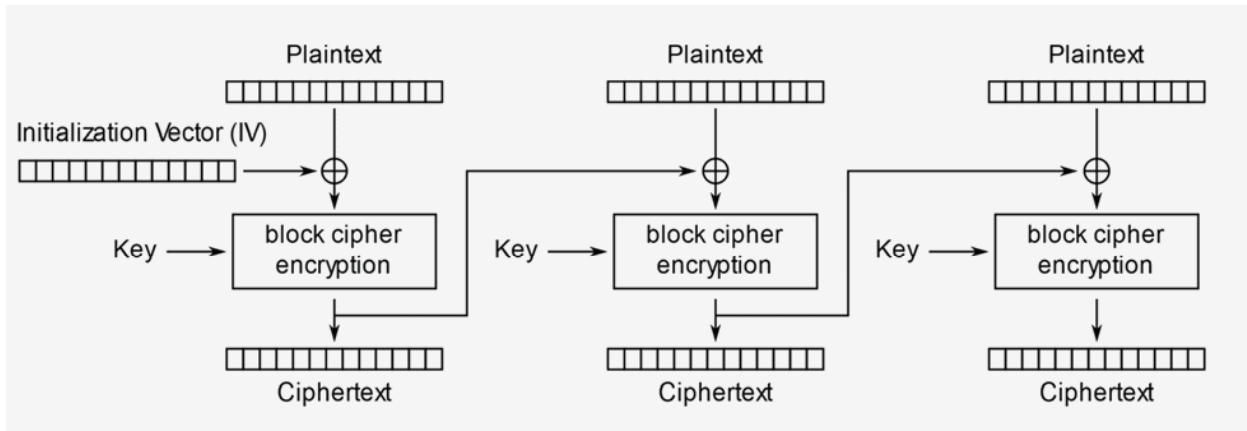 Plaintext
Plaintext
Plaintext
Initialization Vector (IV)
Key
block cipher
encryption
Key
block cipher
encryption
Key
block cipher
encryption
Ciphertext
Ciphertext
Ciphertext